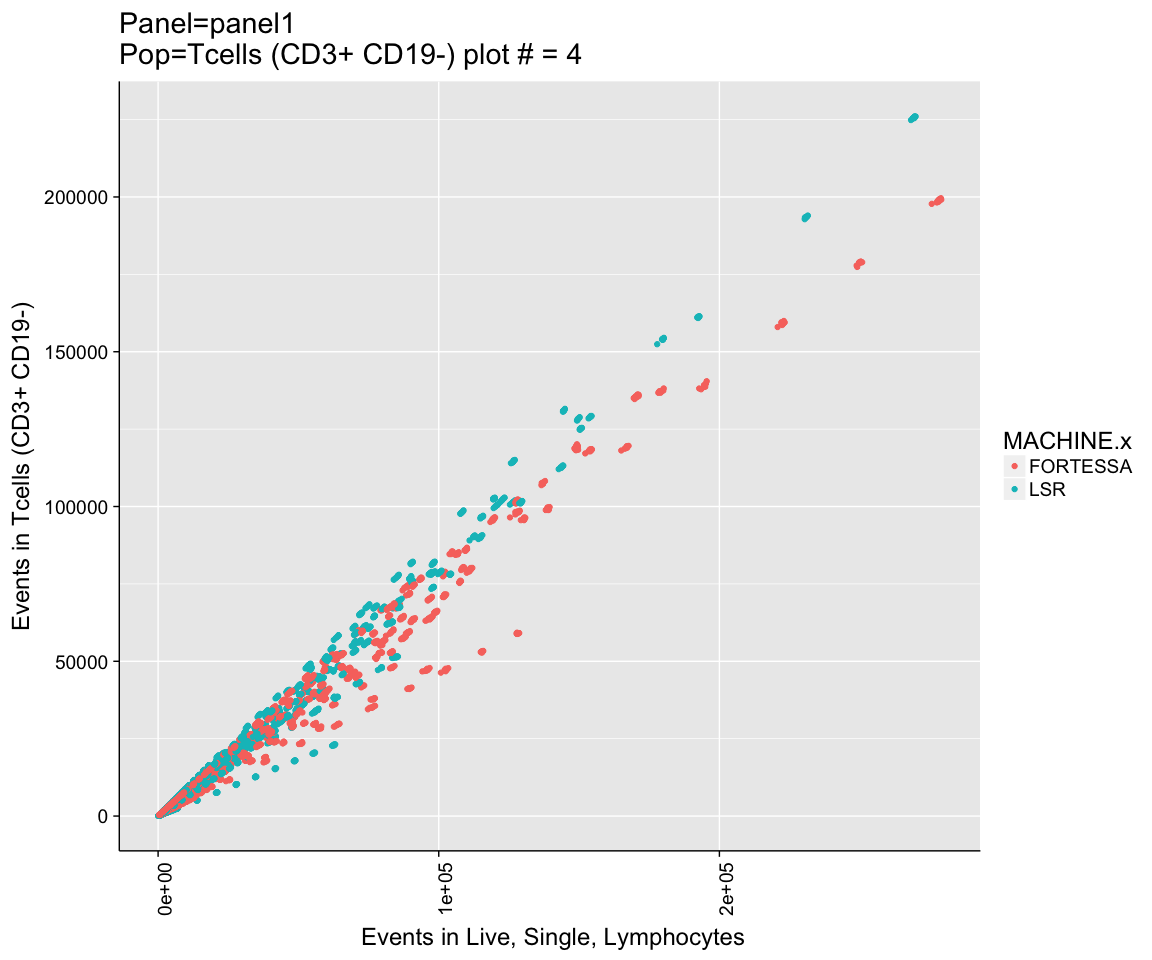 Panel=panel1
Pop=Tcells (CD3+ CD19-) plot # = 4
Events in Tcells (CD3+ CD19-)
200000
150000
100000
50000
0
0e+00
1e+05
2e+05
Events in Live, Single, Lymphocytes
MACHINE.x
FORTESSA
LSR